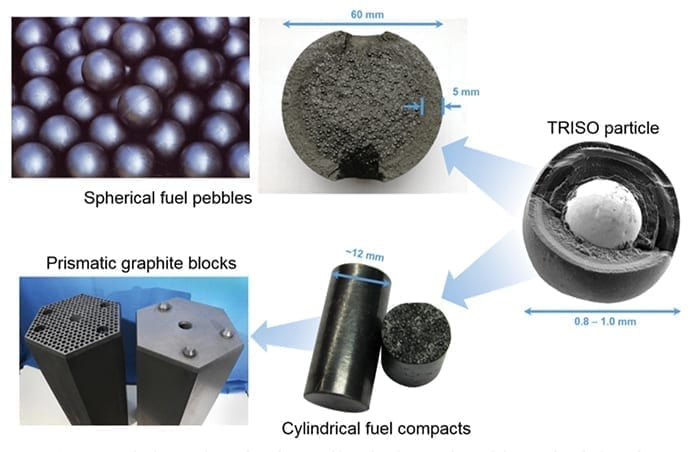 60 mm
5 mm
TRISO particle
Spherical fuel pebbles
Prismatic graphite blocks
~12 mm
0.8 – 1.0 mm
Cylindrical fuel compacts